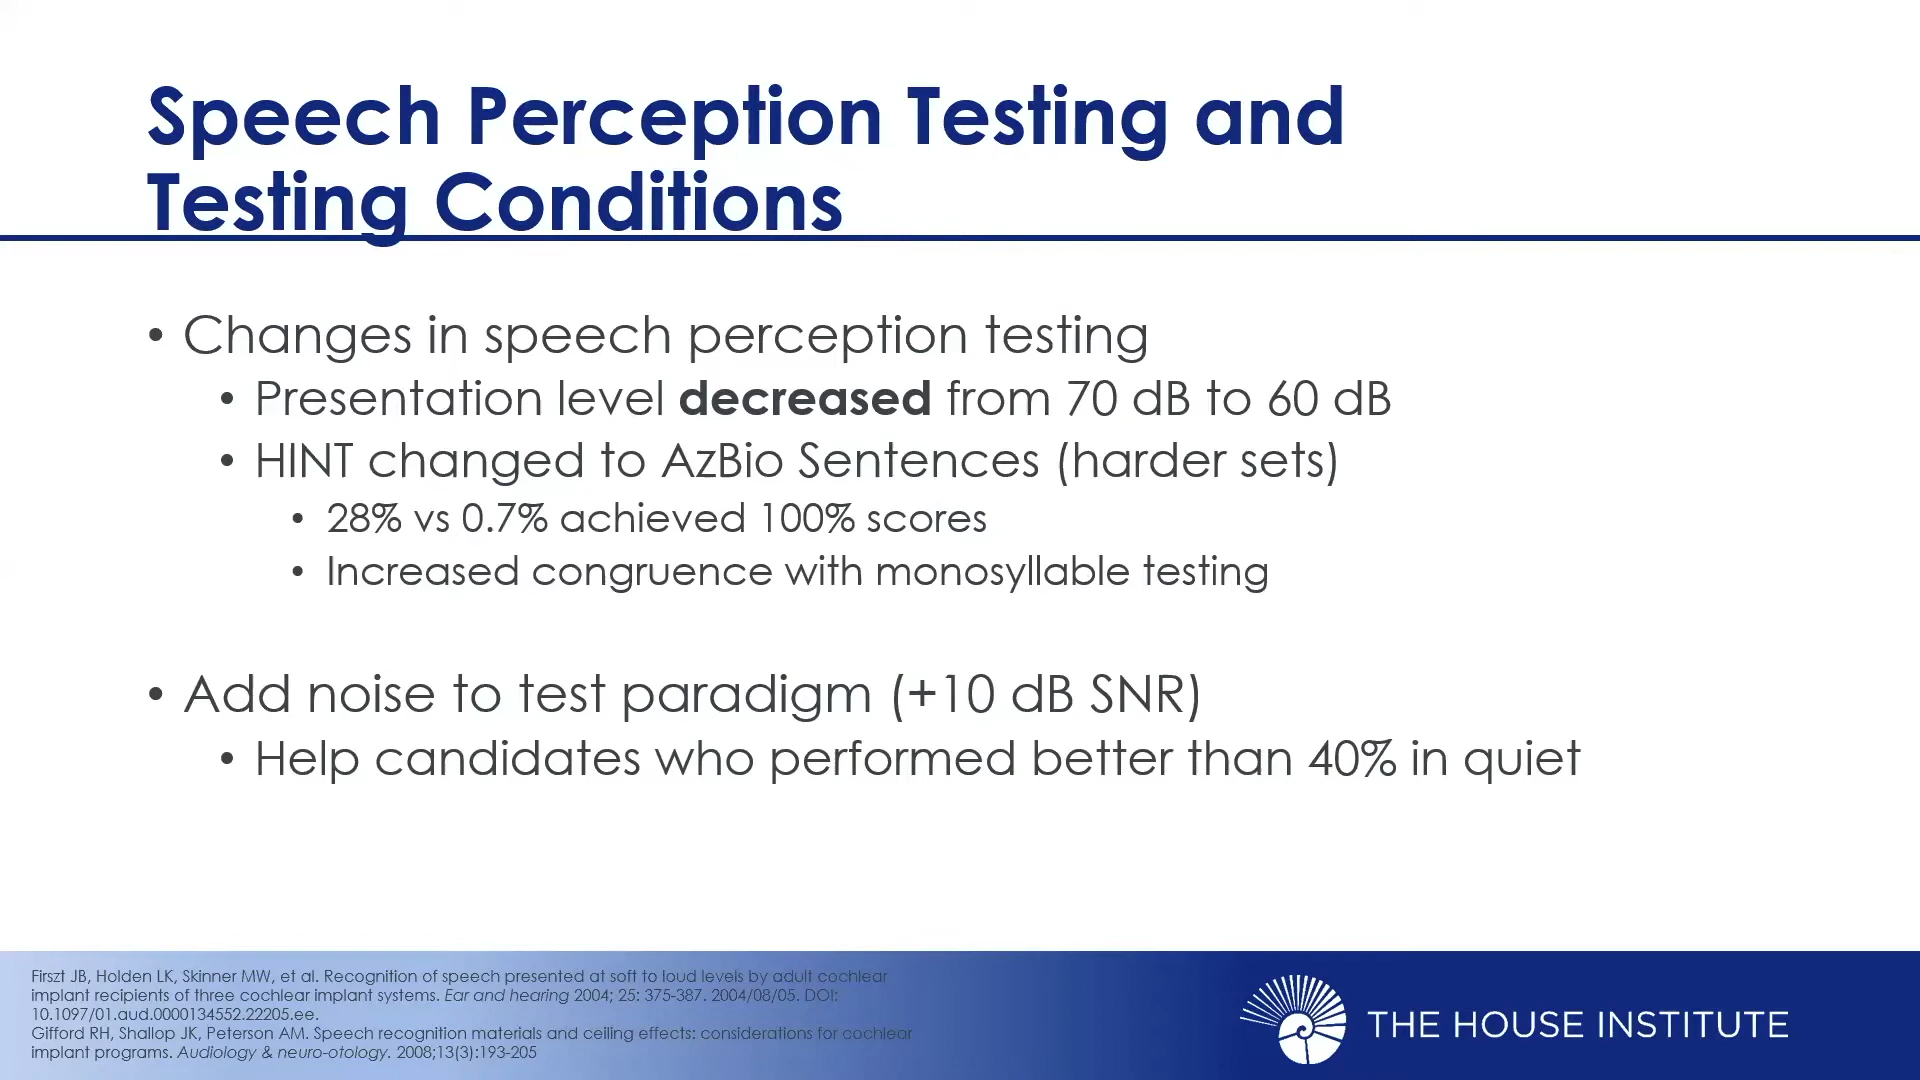 Speech Perception Testing and
Testing Conditions
• Changes in speech perception testing
• Presentation level decreased from 70 dB to 60 dB
• HINT changed to AzBio Sentences (harder sets)
• 28% vs 0.7% achieved 100% scores
• Increased congruence with monosyllable testing
• Add noise to test paradigm (+10 dB SNR)
• Help candidates who performed better than 40% in quiet
Firszt JB, Holden LK, Skinner MW, et al. Recognition of speech presented at soft to loud levels by adult cochlear
implant recipients of three cochlear implant systems. Ear and hearing 2004; 25: 375-387. 2004/08/05. DOI:
10.1097/01.aud.0000134552.22205.ee.
Gifford RH, Shallop JK, Peterson AM. Speech recognition materials and ceiling effects: considerations for cochlear
implant programs. Audiology & neuro-otology. 2008;13(3):193-205
THE HOUSE INSTITUTE